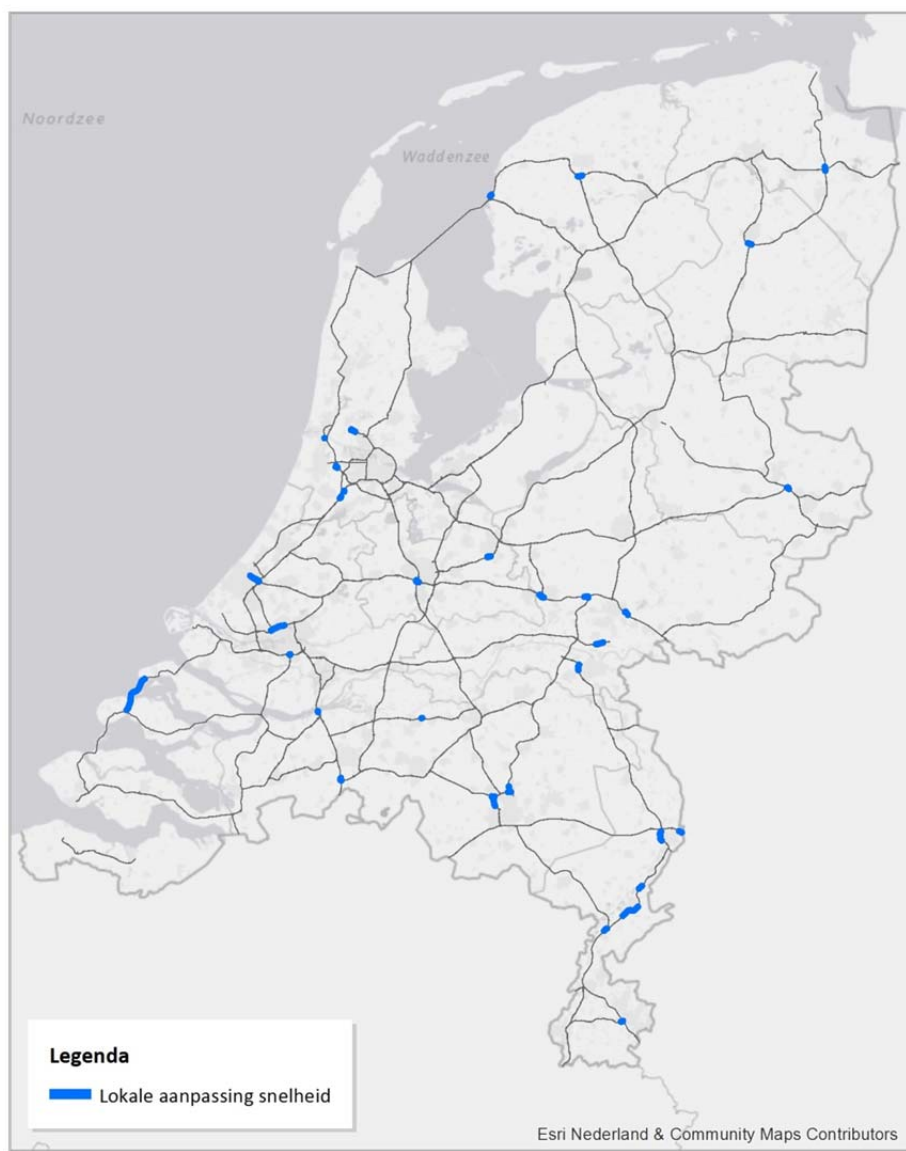 Noordzee
Waddenzee
Legenda
Lokale aanpassing snelheid
Esri Nederland & Community Maps Contributors